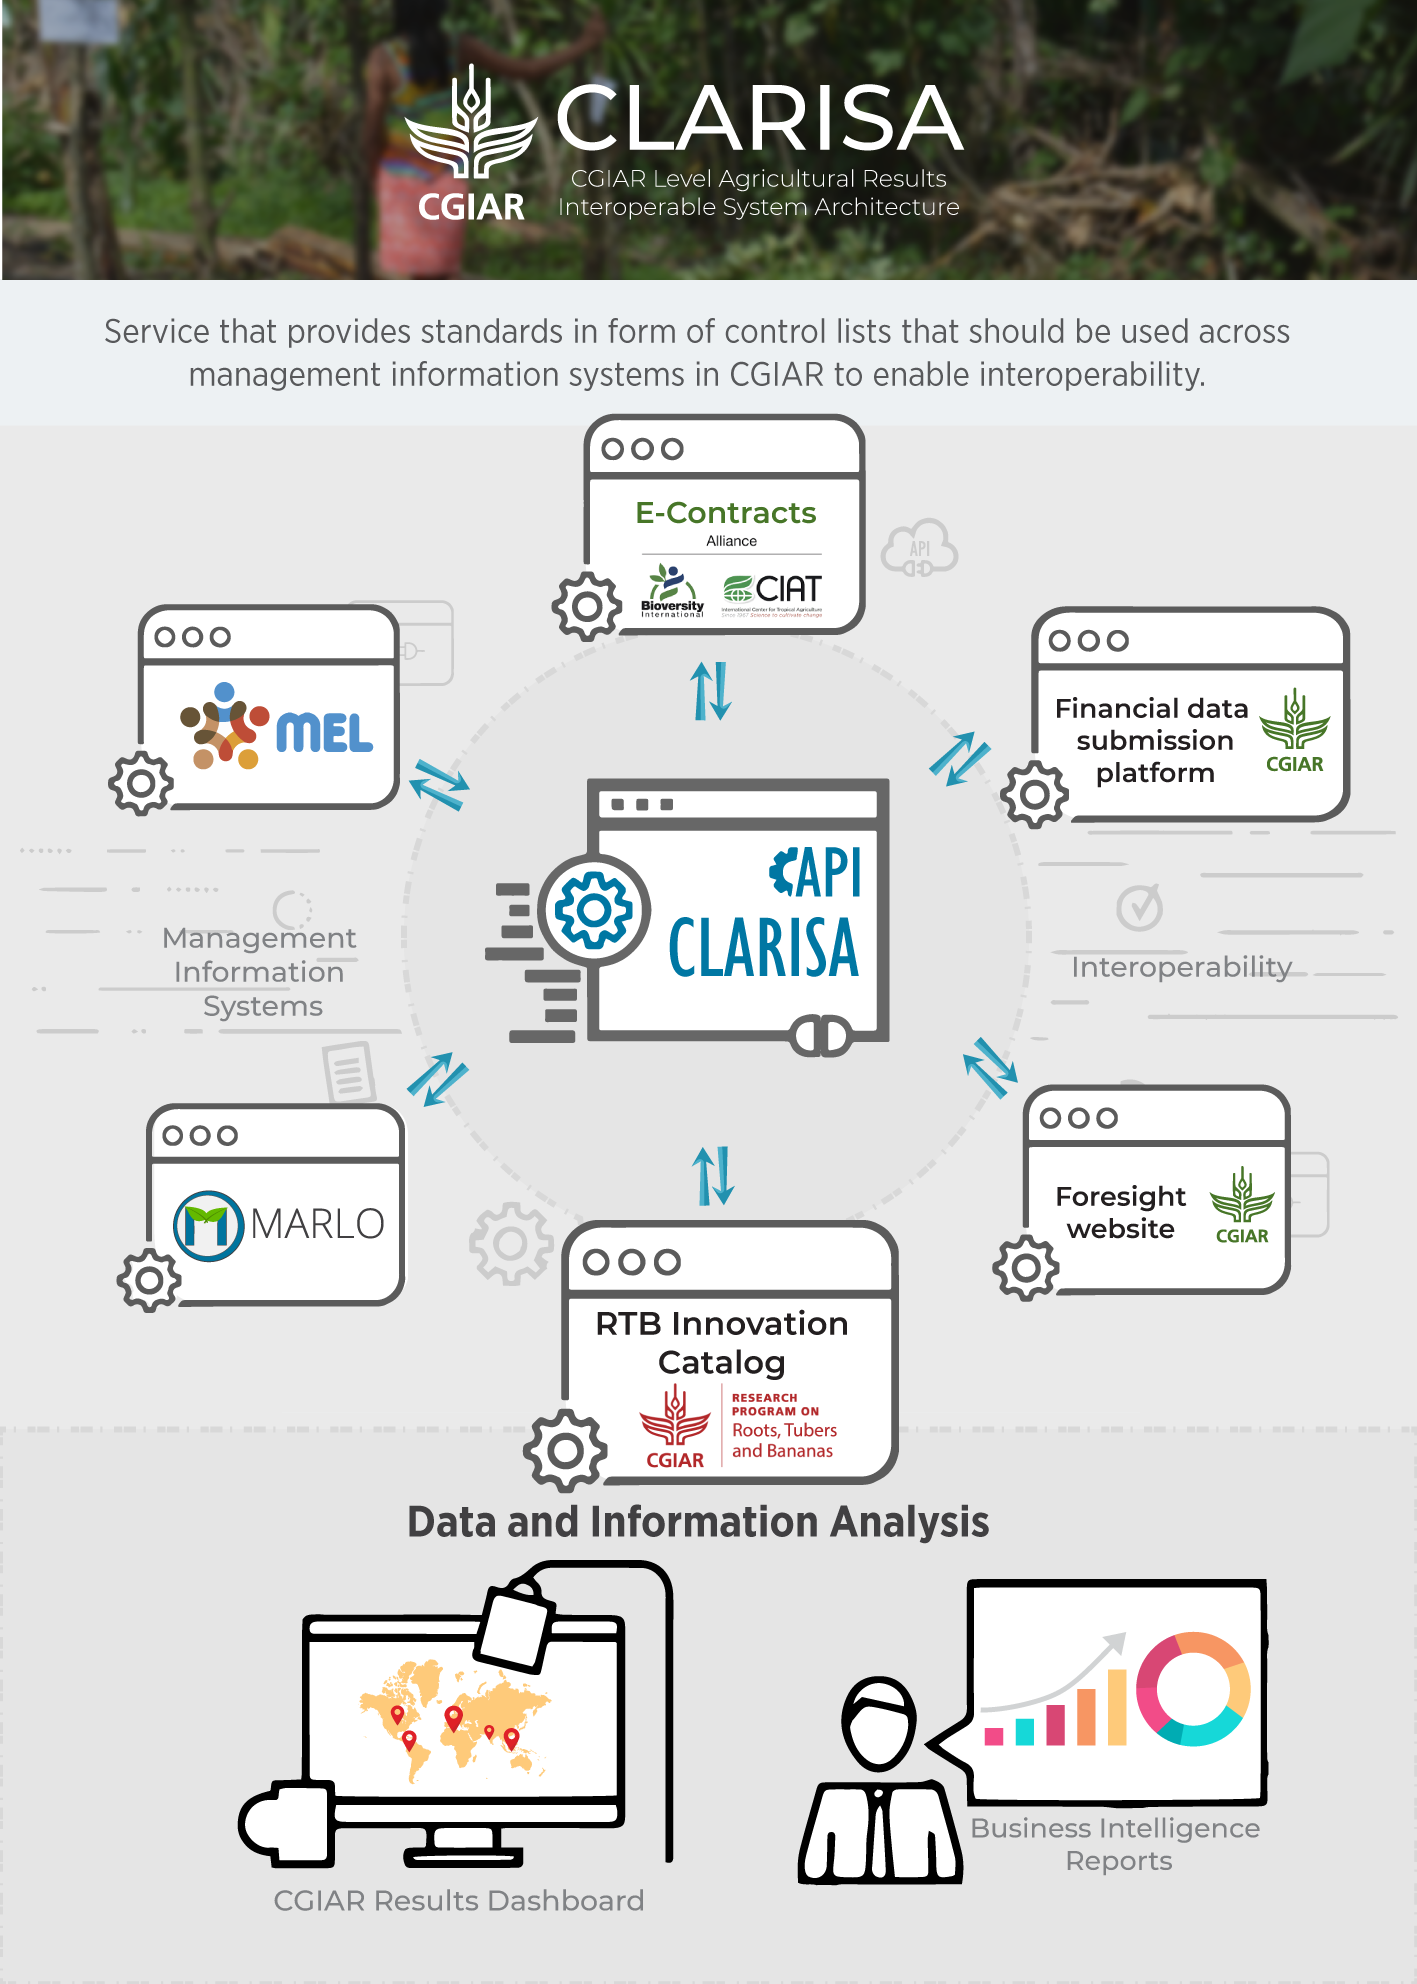 CGIAR
CLARISA
CGIAR Level Agricultural Results
Interoperable System Architecture
Service that provides standards in form of control lists that should be used across
management information systems in CGIAR to enable interoperability.
E-Contracts
Alliance
Bioversity
International
CIAT
International Center for Tropical Agriculture
Since 1967 Science to cultivate change
API
MEL
Financial data
submission
platform
CGIAR
API
CLARISA
Management
Information
Systems
Interoperability
MARLO
Foresight
website
CGIAR
RTB Innovation
Catalog
CGIAR
RESEARCH
PROGRAM ON
Roots, Tubers
and Bananas
Data and Information Analysis
CGIAR Results Dashboard
Business Intelligence
Reports